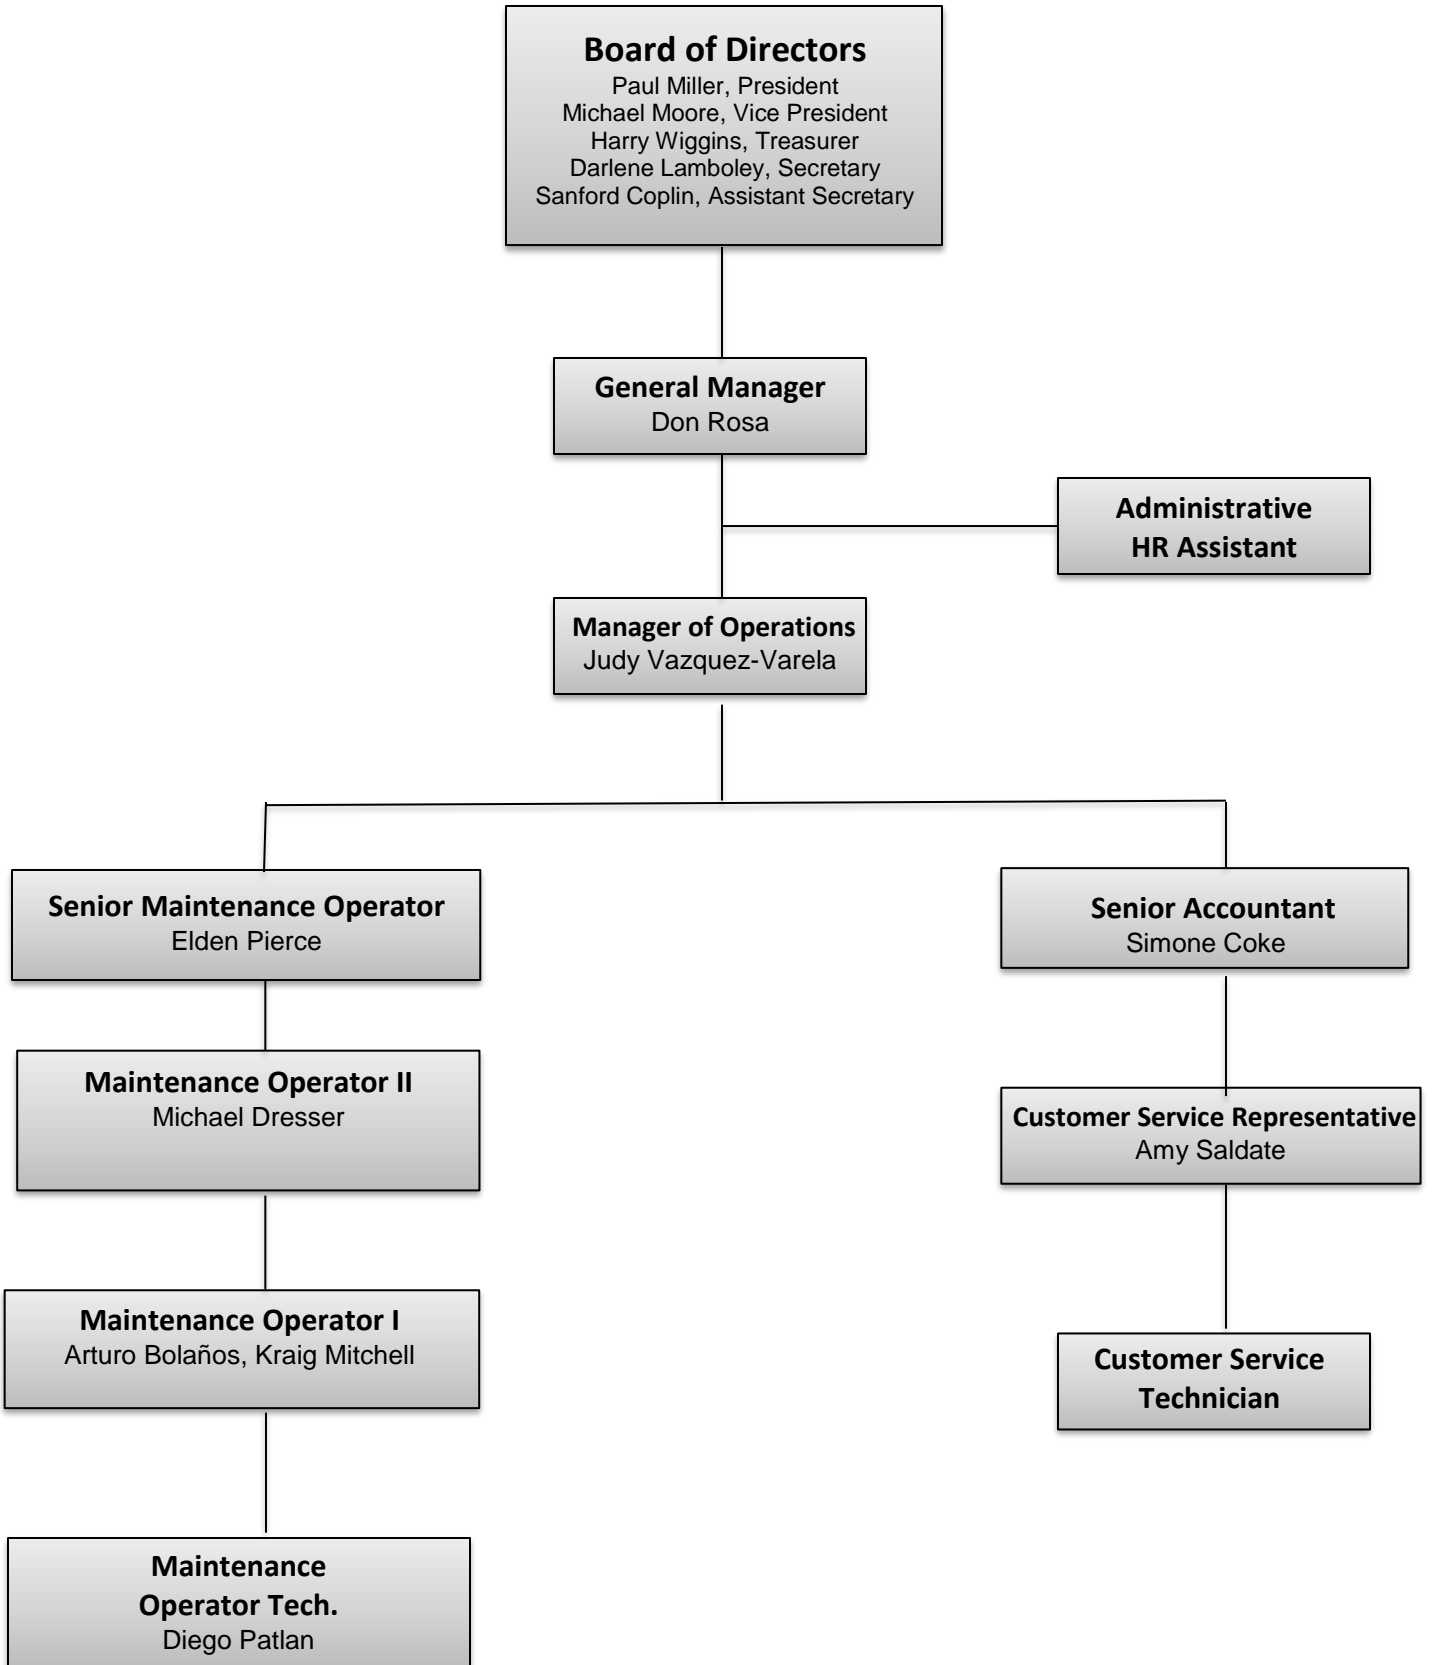 Board of Directors
Paul Miller, President
Michael Moore, Vice President
Harry Wiggins, Treasurer
Darlene Lamboley, Secretary
Sanford Coplin, Assistant Secretary
General Manager
Don Rosa
Administrative
HR Assistant
Manager of Operations
Judy Vazquez-Varela
Senior Maintenance Operator
Elden Pierce
Senior Accountant
Simone Coke
Maintenance Operator II
Michael Dresser
Customer Service Representative
Amy Saldate
Maintenance Operator I
Arturo Bolaños, Kraig Mitchell
Customer Service
Technician
Maintenance
Operator Tech.
Diego Patlan